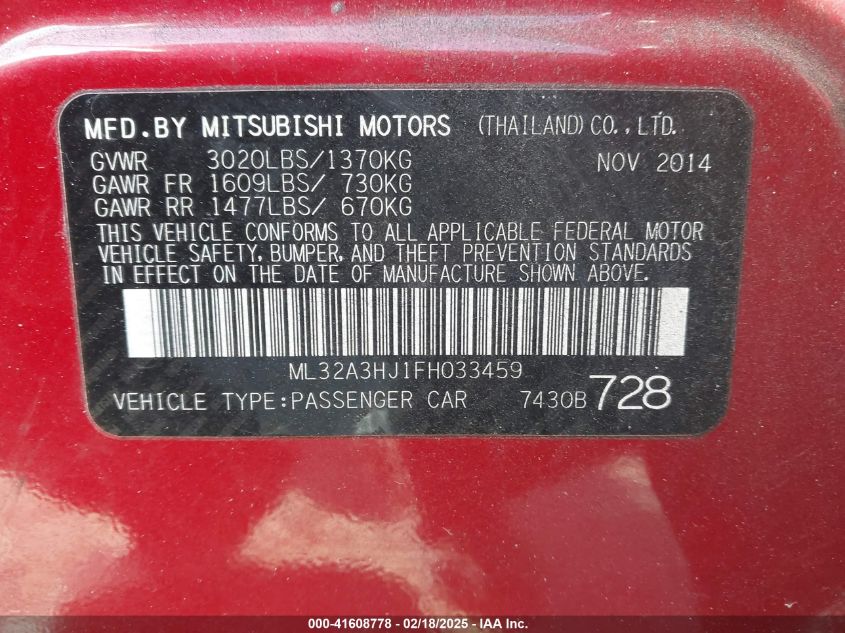 MFD.BY MITSUBISHI MOTORS (THAILAND) CO., LTD.
GVWR 3020LBS/1370KG NOV 2014
GAWR FR 1609LBS/ 730KG
GAWR RR 1477LBS/ 670KG
THIS VEHICLE CONFORMS TO ALL APPLICABLE FEDERAL MOTOR
VEHICLE SAFETY, BUMPER, AND THEFT PREVENTION STANDARDS
IN EFFECT ON THE DATE OF MANUFACTURE SHOWN ABOVE.
ML32A3HJ1FH033459
VEHICLE TYPE:PASSENGER CAR 7430B 728
000-41608778 - 02/18/2025 - IAA Inc.